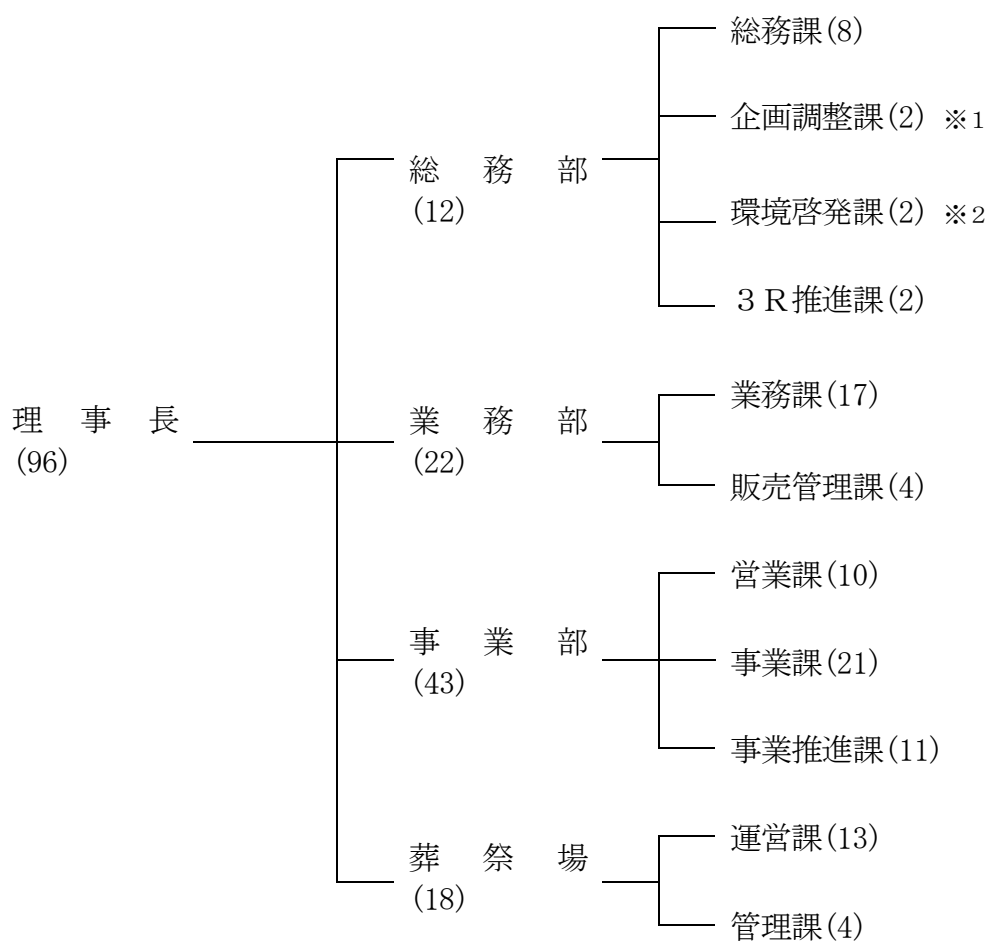 理事長
(96)
総務部
(12)
総務課(8)
企画調整課(2) ※1
環境啓発課(2) ※2
３Ｒ推進課(2)
業務部
(22)
業務課(17)
販売管理課(4)
事業部
(43)
営業課(10)
事業課(21)
事業推進課(11)
葬祭場
(18)
運営課(13)
管理課(4)